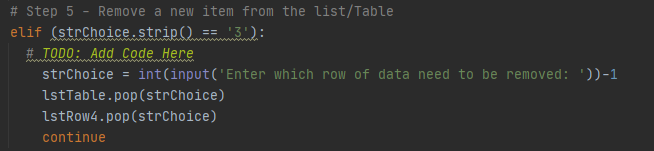 # Step 5 - Remove a new item from the list/Table
elif (strChoice.strip() == '3'):
# TODO: Add Code Here
strChoice = int(input('Enter which row of data need to be removed: '))-1
lstTable.pop(strChoice)
lstRow4.pop(strChoice)
continue